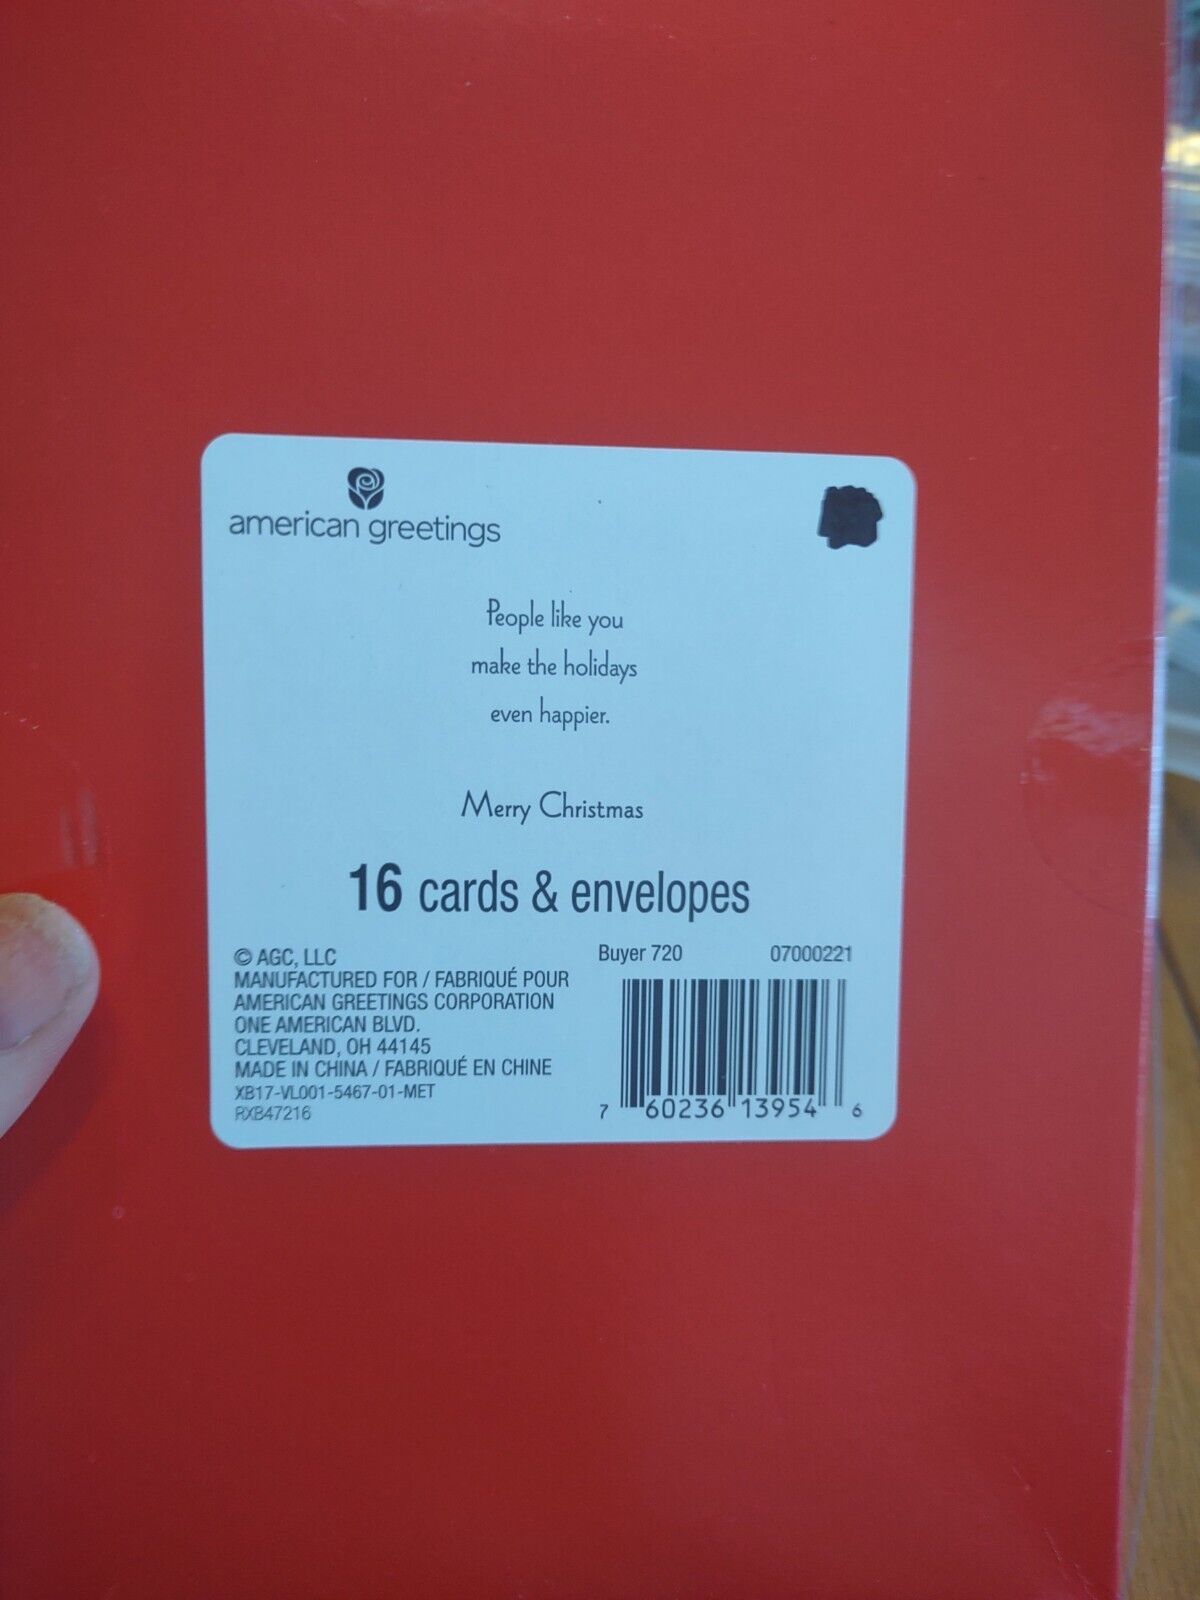 american greetings
People like you
make the holidays
even happier.
Merry Christmas
16 cards & envelopes
© AGC, LLC
MANUFACTURED FOR / FABRIQUÉ POUR
AMERICAN GREETINGS CORPORATION
ONE AMERICAN BLVD.
CLEVELAND, OH 44145
MADE IN CHINA / FABRIQUÉ EN CHINE
XB17-VL001-5467-01-MET
RXB47216
Buyer 720 07000221
7 60236 13954 6